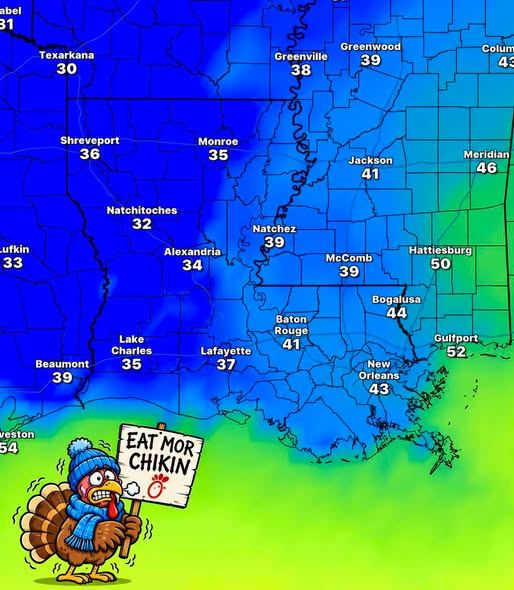 abel
31
Texarkana
30
Greenville
38
Greenwood
39
Colum
43
Shreveport
36
Monroe
35
Jackson
41
Meridian
46
Natchitoches
32
Natchez
39
ufkin
33
Alexandria
34
McComb
39
Hattiesburg
50
Bogalusa
44
Baton
Rouge
41
Lake
Charles
35
Lafayette
37
Gulfport
52
Beaumont
39
New
Orleans
43
veston
54
EAT MOR
CHIKIN